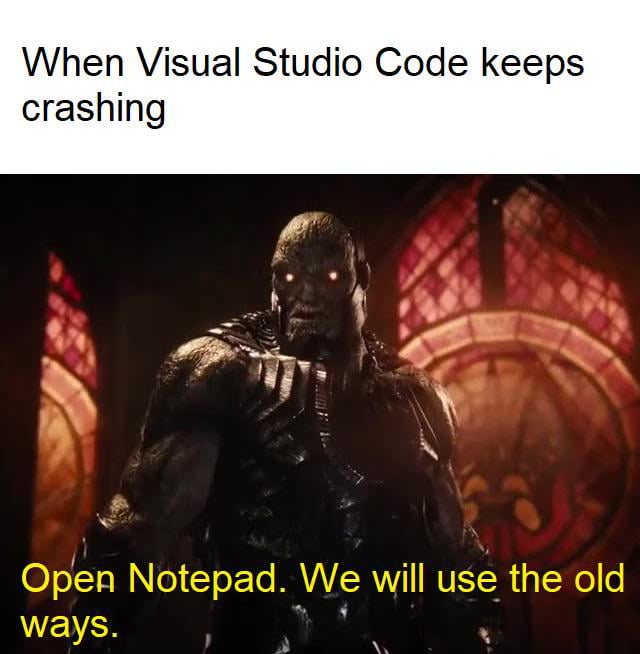 When Visual Studio Code keeps
crashing
Open Notepad. We will use the old
ways.